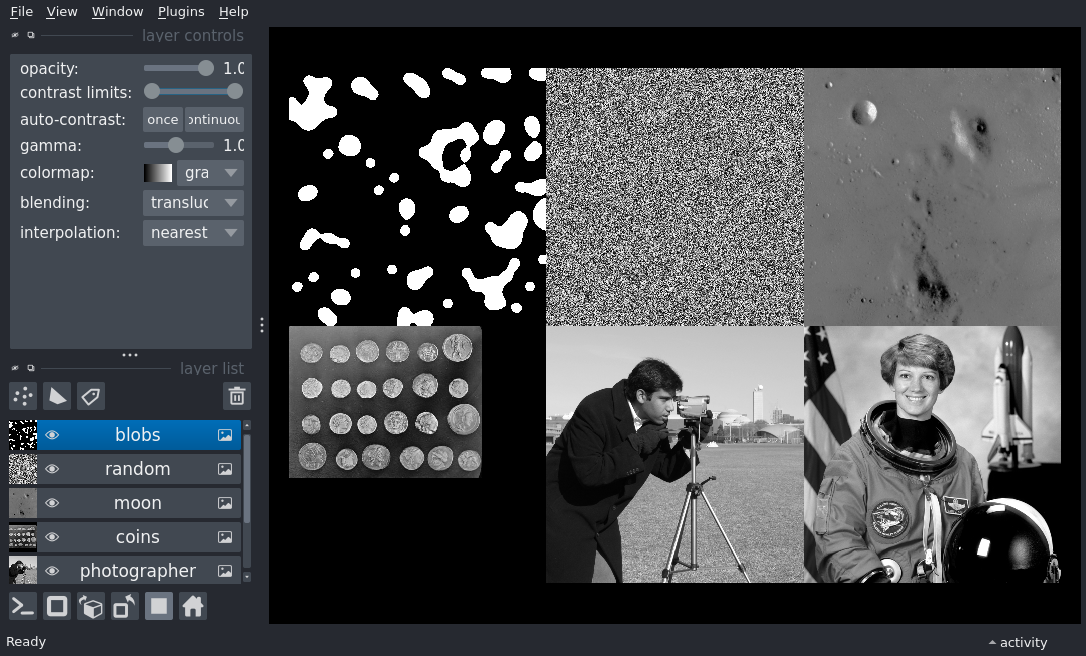 File View Window Plugins Help
layer controls
opacity: 1.0
contrast limits:
auto-contrast: once ontinuou
gamma: 1.0
colormap: gra
blending: transluc
interpolation: nearest
layer list
blobs
random
moon
coins
photographer
Ready
activity